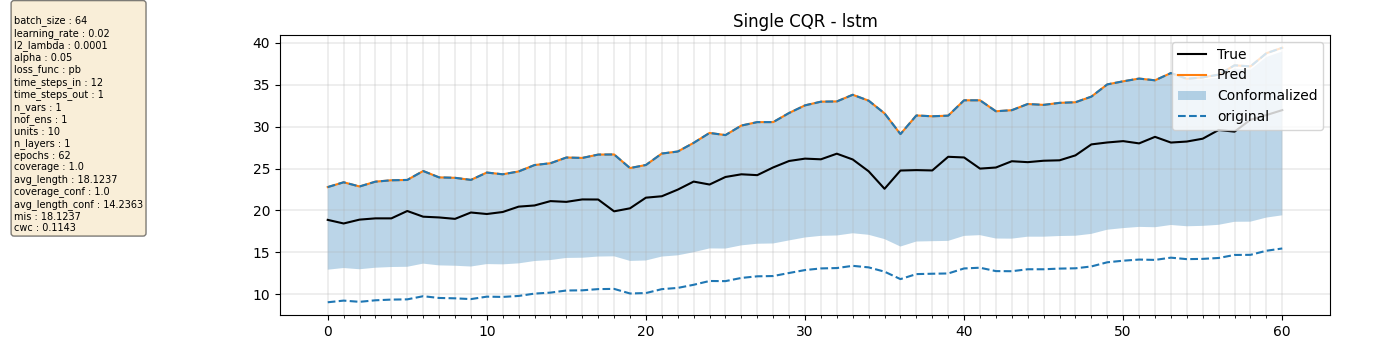 batch_size : 64
learning_rate : 0.02
l2_lambda : 0.0001
alpha : 0.05
loss_func : pb
time_steps_in : 12
time_steps_out : 1
n_vars : 1
nof_ens : 1
units : 10
n_layers : 1
epochs : 62
coverage : 1.0
avg_length : 18.1237
coverage_conf : 1.0
avg_length_conf : 14.2363
mis : 18.1237
cwc : 0.1143
Single CQR - lstm
40
35
30
25
20
15
10
True
Pred
Conformalized
original
0 10 20 30 40 50 60